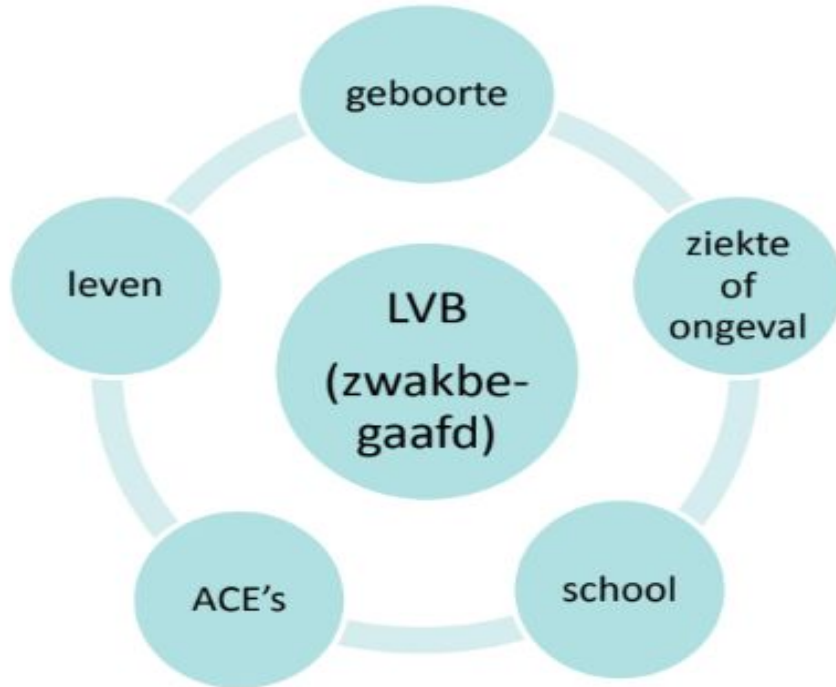 geboorte
ziekte
of
ongeval
leven
LVB
(zwakbe-
gaafd)
ACE's
school